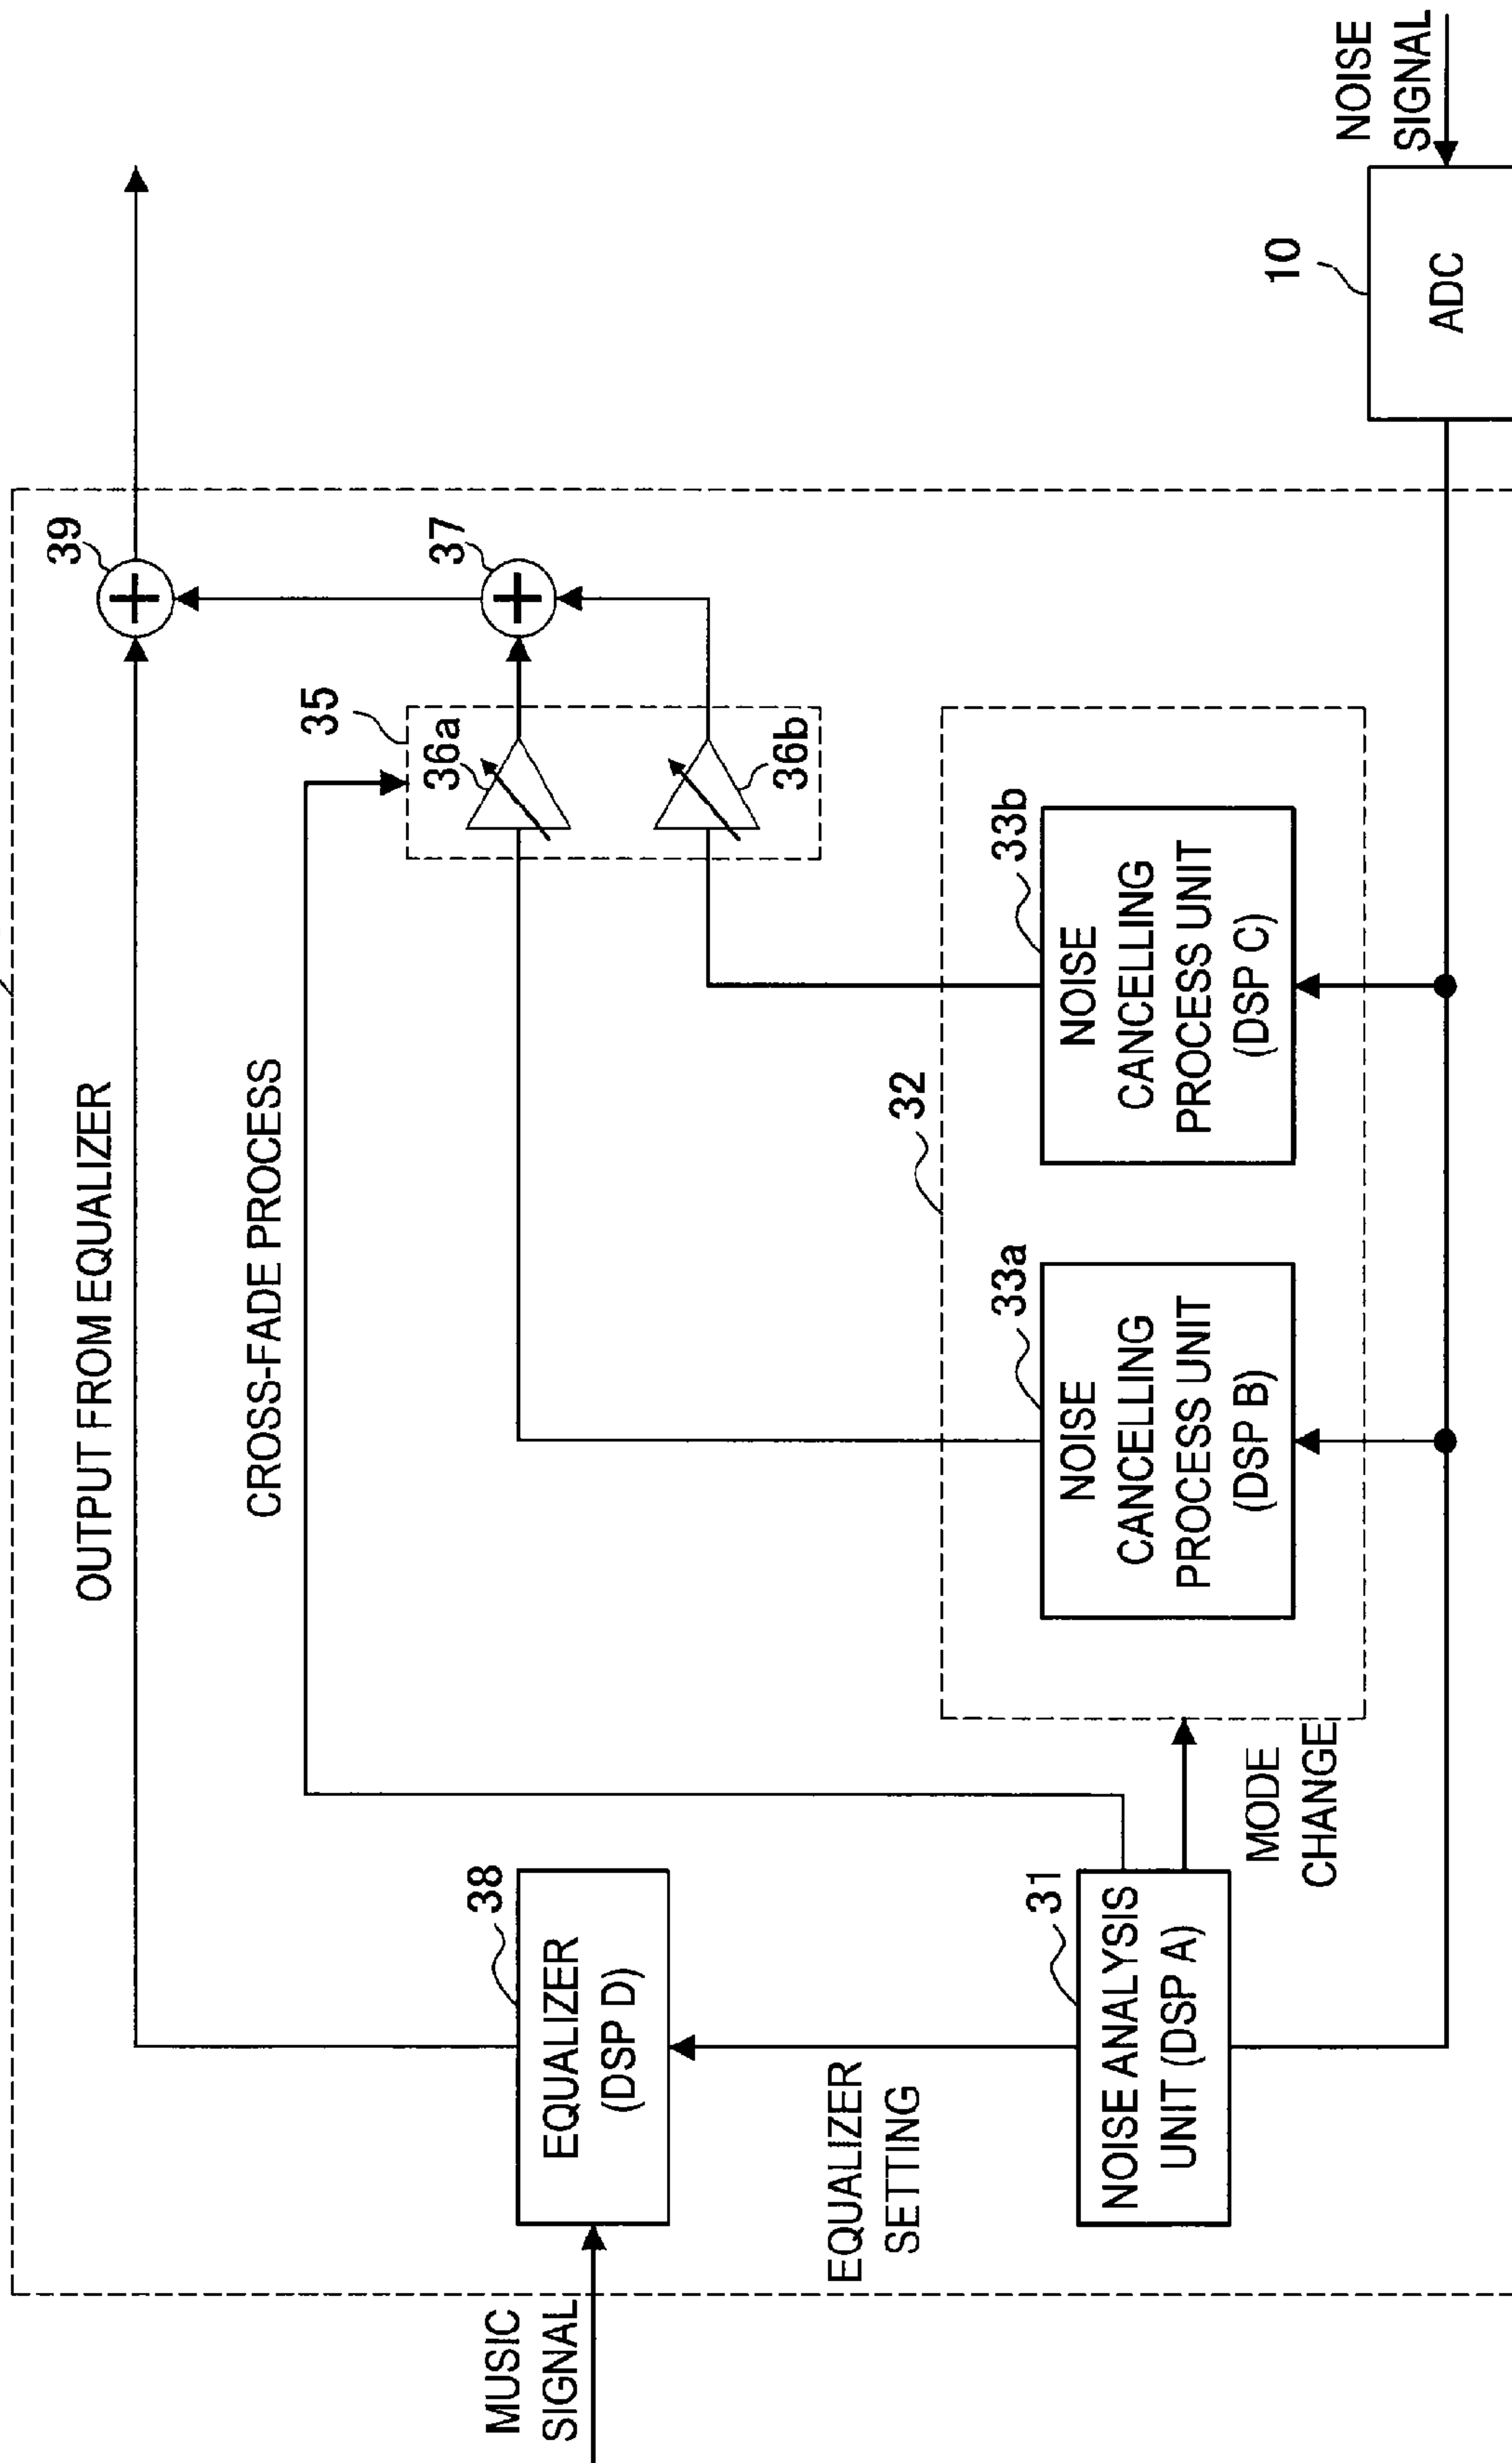 OUTPUT FROM EQUALIZER
39
CROSS-FADE PROCESS
37
35
36a
36b
MUSIC
SIGNAL
38
EQUALIZER
(DSP D)
EQUALIZER
SETTING
31
NOISE ANALYSIS
UNIT (DSP A)
MODE
CHANGE
32
33a
NOISE
CANCELLING
PROCESS UNIT
(DSP B)
33b
NOISE
CANCELLING
PROCESS UNIT
(DSP C)
10
ADC
NOISE
SIGNAL